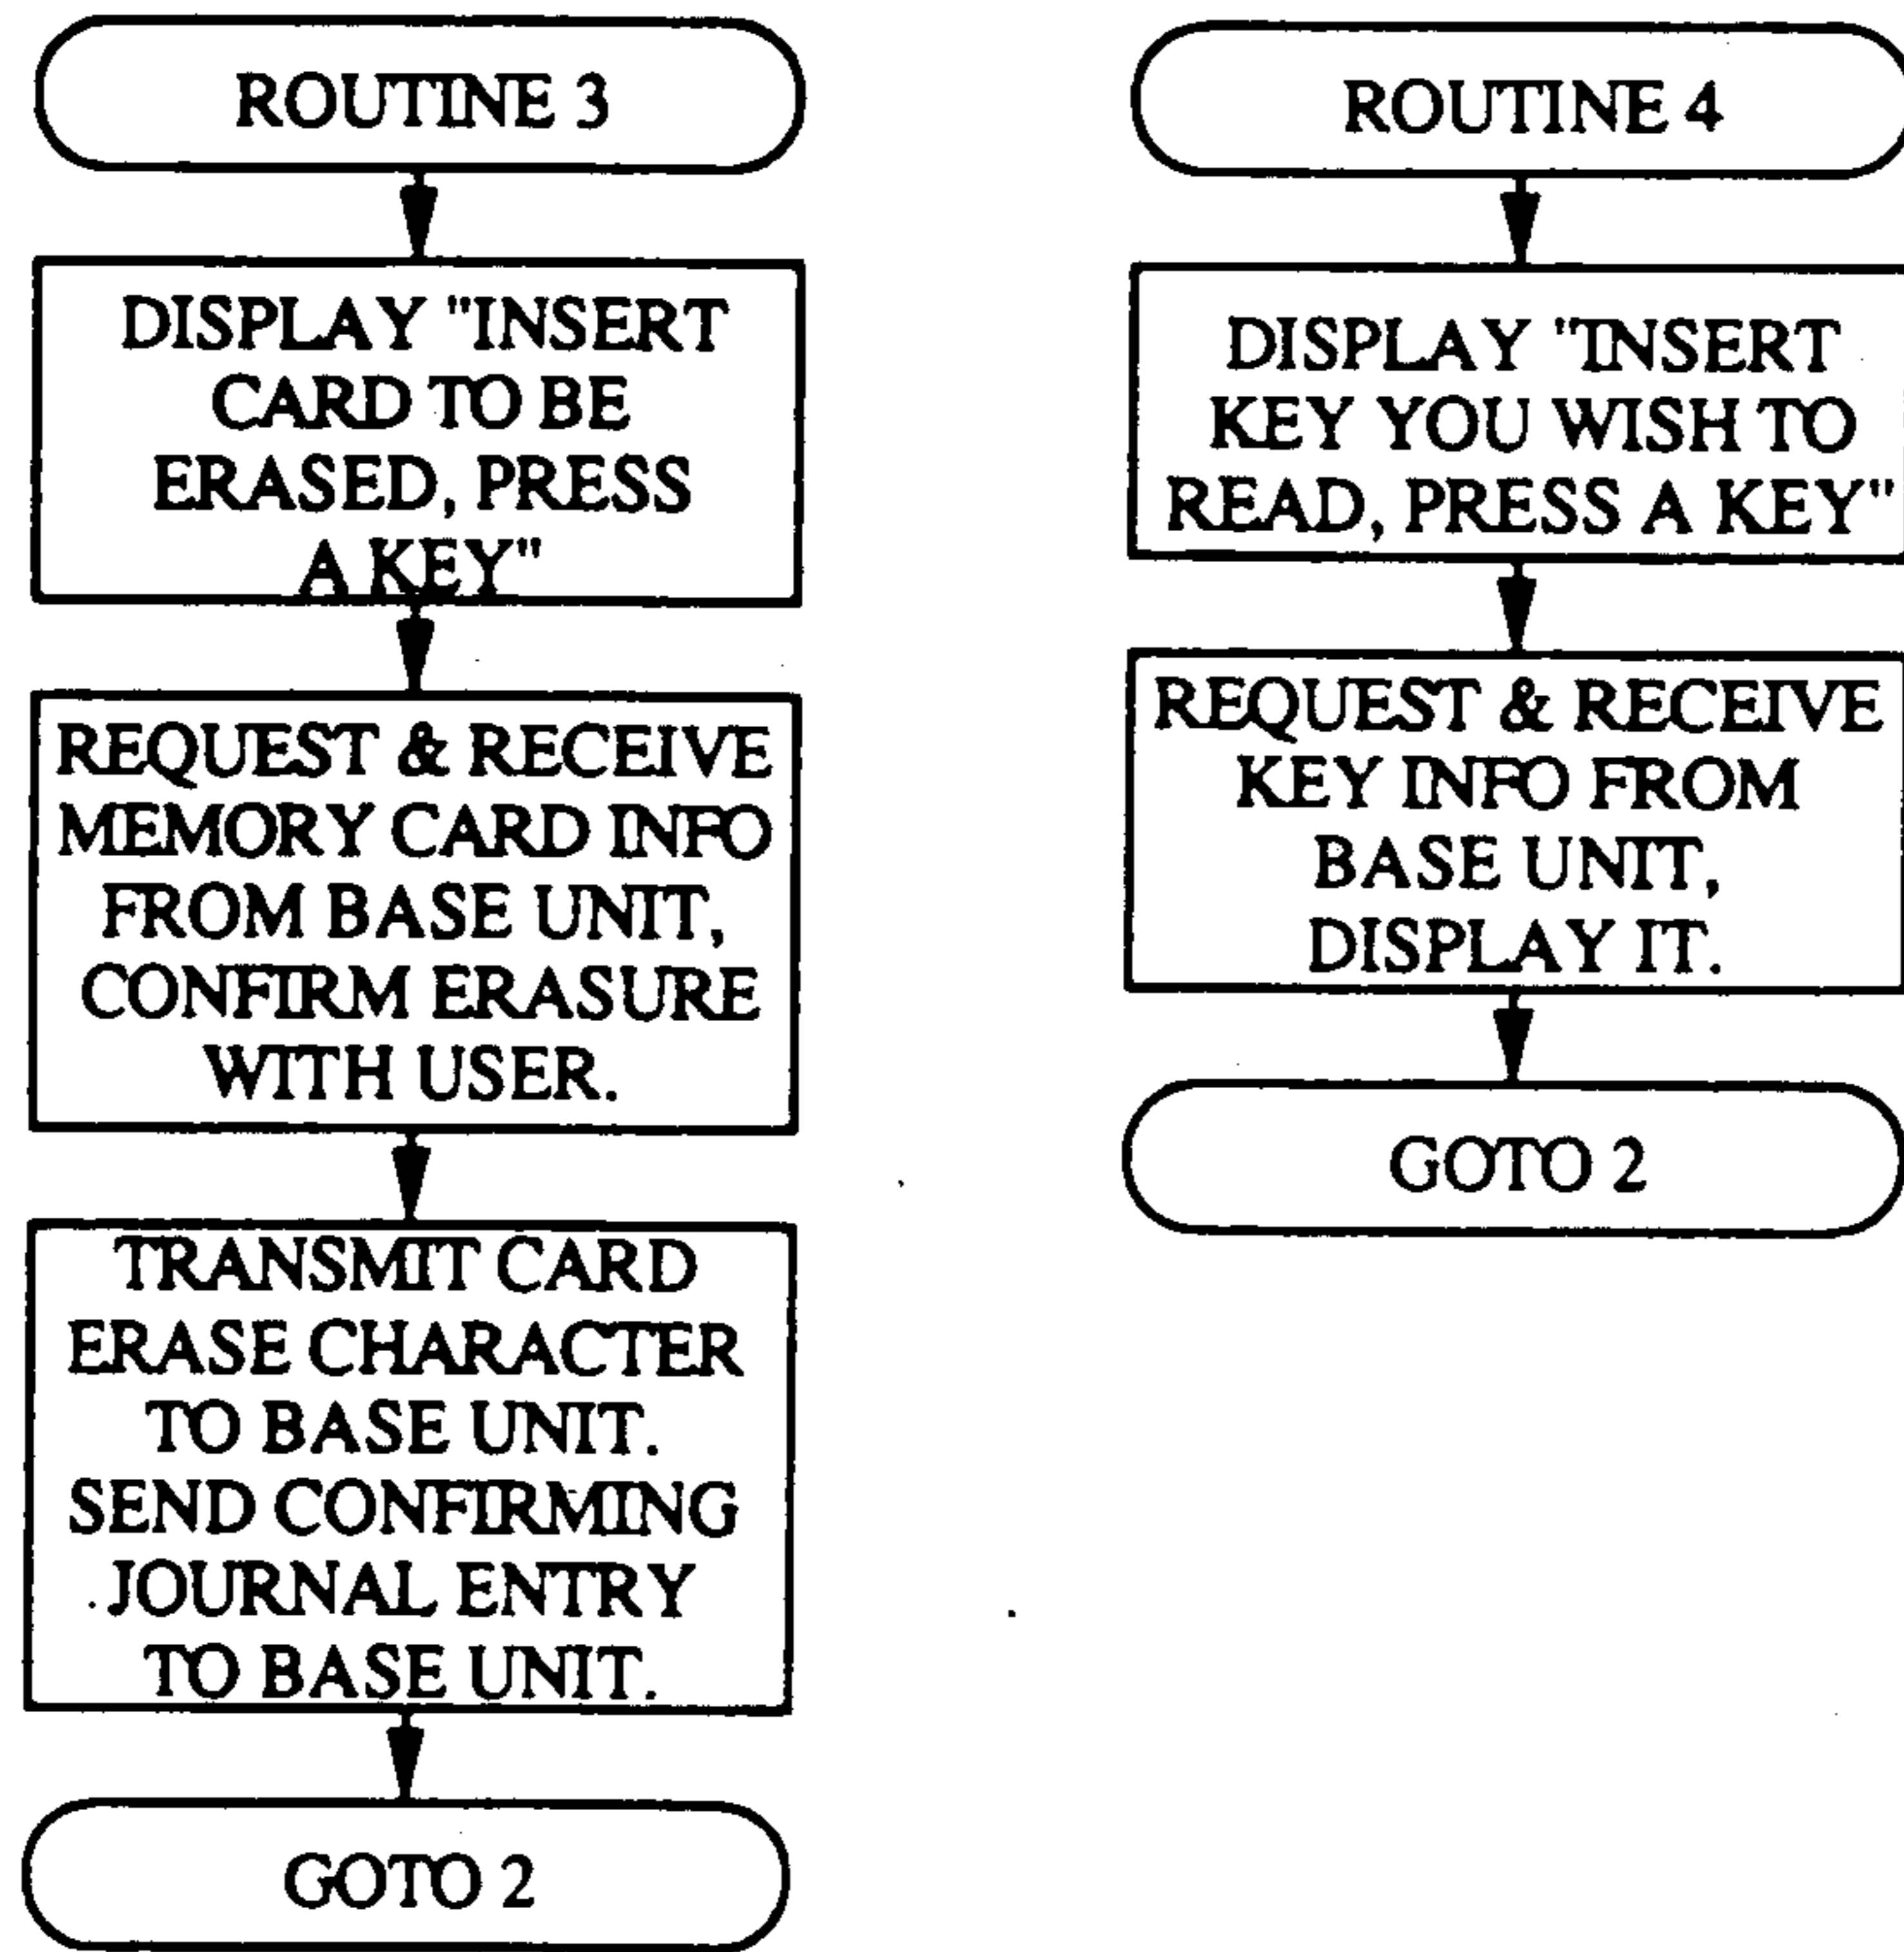 ROUTINE 3
DISPLAY "INSERT
CARD TO BE
ERASED, PRESS
A KEY"
REQUEST & RECEIVE
MEMORY CARD INFO
FROM BASE UNIT,
CONFIRM ERASURE
WITH USER.
TRANSMIT CARD
ERASE CHARACTER
TO BASE UNIT.
SEND CONFIRMING
JOURNAL ENTRY
TO BASE UNIT.
GOTO 2
ROUTINE 4
DISPLAY "INSERT
KEY YOU WISH TO
READ, PRESS A KEY"
REQUEST & RECEIVE
KEY INFO FROM
BASE UNIT,
DISPLAY IT.
GOTO 2